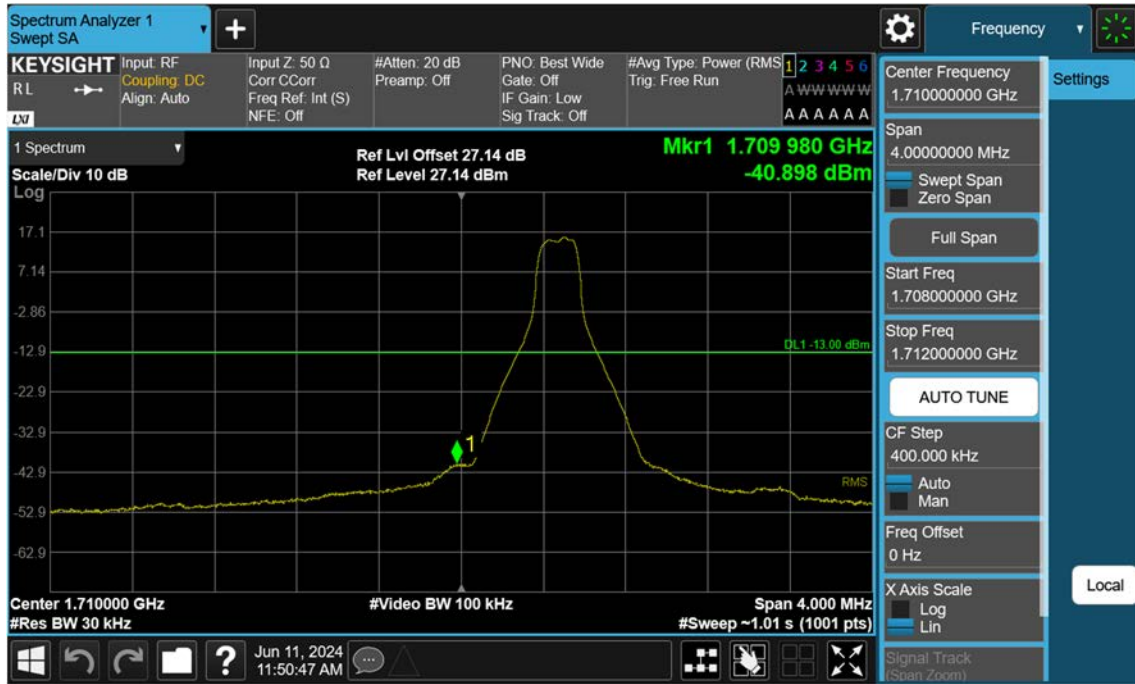 Spectrum Analyzer 1
Swept SA
Frequency
KEYSIGHT
RL
LXI
Input: RF
Coupling: DC
Align: Auto
Input Z: 50 Ω
Corr CCorr
Freq Ref: Int (S)
NFE: Off
#Atten: 20 dB
Preamp: Off
PNO: Best Wide
Gate: Off
IF Gain: Low
Sig Track: Off
#Avg Type: Power (RMS
Trig: Free Run
1 2 3 4 5 6
A W W W W W
A A A A A A
1 Spectrum
Scale/Div 10 dB
Log
Ref Lvl Offset 27.14 dB
Ref Level 27.14 dBm
Mkr1 1.709 980 GHz
-40.898 dBm
17.1
7.14
-2.86
-12.9
DL1 -13.00 dBm
-22.9
-32.9
1
-42.9
RMS
-52.9
-62.9
Center 1.710000 GHz
#Video BW 100 kHz
Span 4.000 MHz
#Res BW 30 kHz
#Sweep ~1.01 s (1001 pts)
Jun 11, 2024
11:50:47 AM
Center Frequency
1.710000000 GHz
Settings
Span
4.00000000 MHz
Swept Span
Zero Span
Full Span
Start Freq
1.708000000 GHz
Stop Freq
1.712000000 GHz
AUTO TUNE
CF Step
400.000 kHz
Auto
Man
Freq Offset
0 Hz
X Axis Scale
Log
Lin
Local
Signal Track
(Span Zoom)